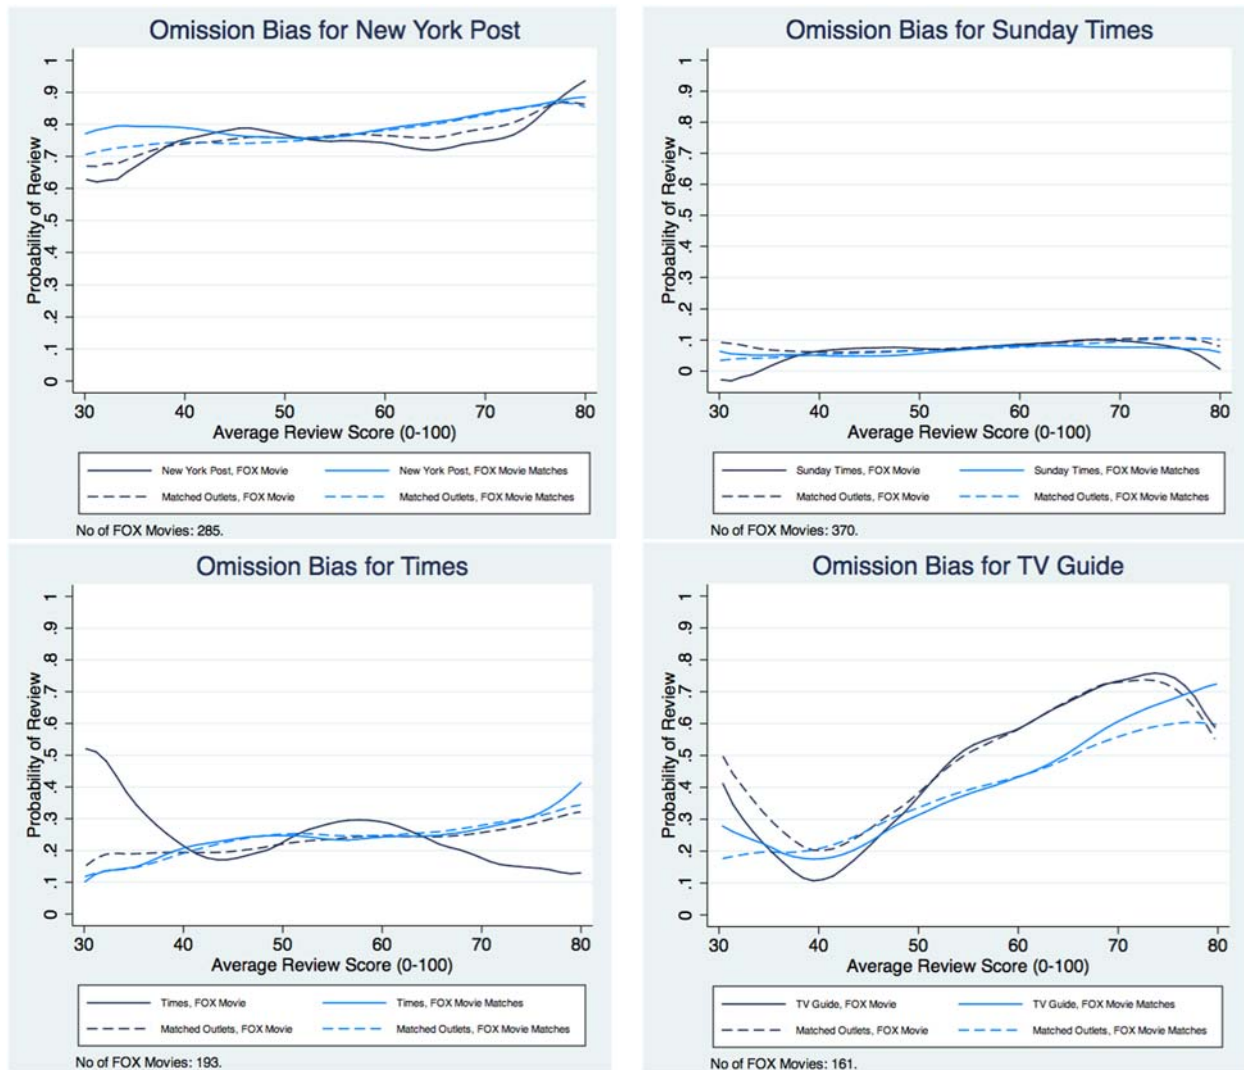 Omission Bias for New York Post
Probability of Review
1
.9
.8
.7
.6
.5
.4
.3
.2
.1
0
30 40 50 60 70 80
Average Review Score (0-100)
New York Post, FOX Movie New York Post, FOX Movie Matches
Matched Outlets, FOX Movie Matched Outlets, FOX Movie Matches
No of FOX Movies: 285.
Omission Bias for Sunday Times
Probability of Review
1
.9
.8
.7
.6
.5
.4
.3
.2
.1
0
30 40 50 60 70 80
Average Review Score (0-100)
Sunday Times, FOX Movie Sunday Times, FOX Movie Matches
Matched Outlets, FOX Movie Matched Outlets, FOX Movie Matches
No of FOX Movies: 370.
Omission Bias for Times
Probability of Review
1
.9
.8
.7
.6
.5
.4
.3
.2
.1
0
30 40 50 60 70 80
Average Review Score (0-100)
Times, FOX Movie Times, FOX Movie Matches
Matched Outlets, FOX Movie Matched Outlets, FOX Movie Matches
No of FOX Movies: 193.
Omission Bias for TV Guide
Probability of Review
1
.9
.8
.7
.6
.5
.4
.3
.2
.1
0
30 40 50 60 70 80
Average Review Score (0-100)
TV Guide, FOX Movie TV Guide, FOX Movie Matches
Matched Outlets, FOX Movie Matched Outlets, FOX Movie Matches
No of FOX Movies: 161.